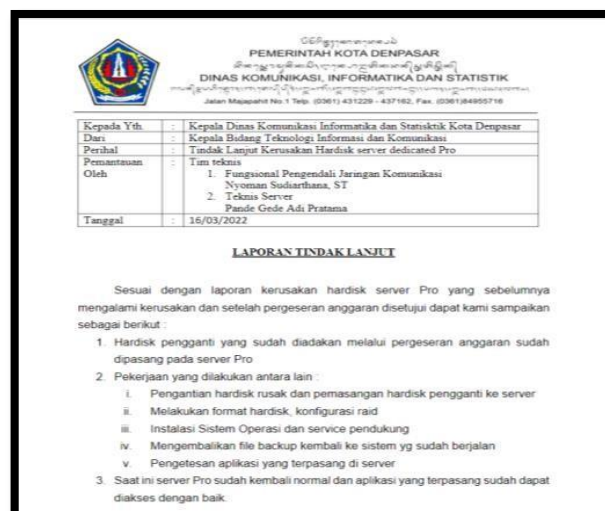 PEMERINTAH KOTA DENPASAR
DINAS KOMUNIKASI, INFORMATIKA DAN STATISTIK
Jalan Majapahit No.1 Telp. (0361) 431229 - 437162, Fax. (0361)84955716
Kepada Yth. : Kepala Dinas Komunikasi Informatika dan Statisktik Kota Denpasar
Dari : Kepala Bidang Teknologi Informasi dan Komunikasi
Perihal : Tindak Lanjut Kerusakan Hardisk server dedicated Pro
Pemantauan Oleh : Tim teknis
1. Fungsional Pengendali Jaringan Komunikasi
Nyoman Sudiarthana, ST
2. Teknis Server
Pande Gede Adi Pratama
Tanggal : 16/03/2022
LAPORAN TINDAK LANJUT
Sesuai dengan laporan kerusakan hardisk server Pro yang sebelumnya
mengalami kerusakan dan setelah pergeseran anggaran disetujui dapat kami sampaikan
sebagai berikut :
1. Hardisk pengganti yang sudah diadakan melalui pergeseran anggaran sudah
dipasang pada server Pro
2. Pekerjaan yang dilakukan antara lain :
i. Pengantian hardisk rusak dan pemasangan hardisk pengganti ke server
ii. Melakukan format hardisk, konfigurasi raid
iii. Instalasi Sistem Operasi dan service pendukung
iv. Mengembalikan file backup kembali ke sistem yg sudah berjalan
v. Pengetesan aplikasi yang terpasang di server
3. Saat ini server Pro sudah kembali normal dan aplikasi yang terpasang sudah dapat
diakses dengan baik.